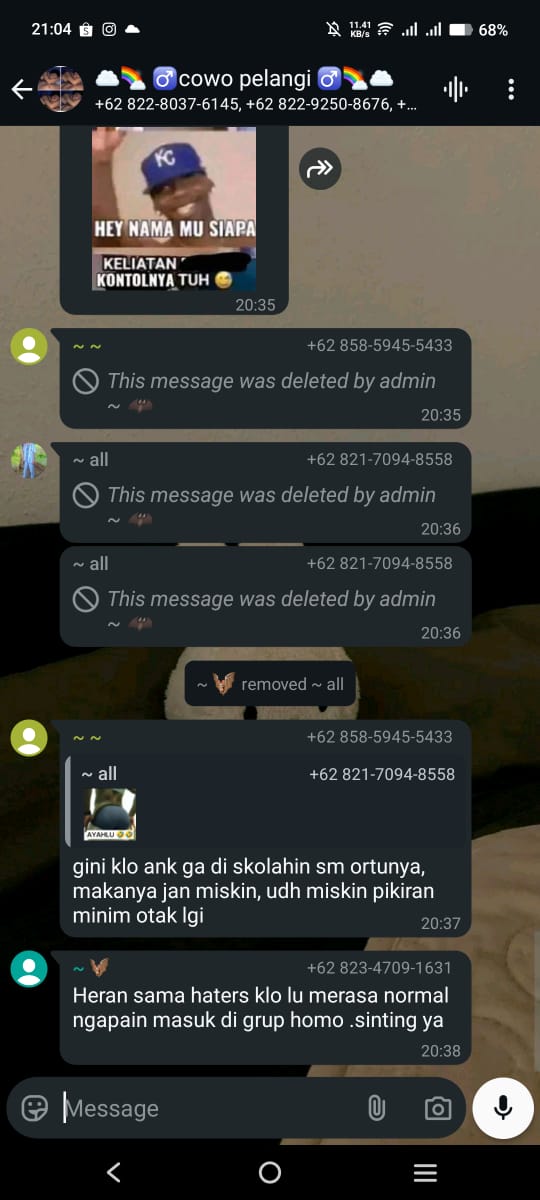 21:04
11.41
KB/s
68%
☁️🌈 ♂️cowo pelangi ♂️🌈☁️
+62 822-8037-6145, +62 822-9250-8676, +...
KC
HEY NAMA MU SIAPA
KELIATAN
KONTOLNYA TUH 😅
20:35
~ ~ +62 858-5945-5433
This message was deleted by admin
~ 🦇
20:35
~ all +62 821-7094-8558
This message was deleted by admin
~ 🦇
20:36
~ all +62 821-7094-8558
This message was deleted by admin
~ 🦇
20:36
~ 🦇 removed ~ all
~ ~ +62 858-5945-5433
~ all +62 821-7094-8558
AYAHLU 🤣🤣
gini klo ank ga di skolahin sm ortunya,
makanya jan miskin, udh miskin pikiran
minim otak lgi
20:37
~ 🦇 +62 823-4709-1631
Heran sama haters klo lu merasa normal
ngapain masuk di grup homo .sinting ya
20:38
Message